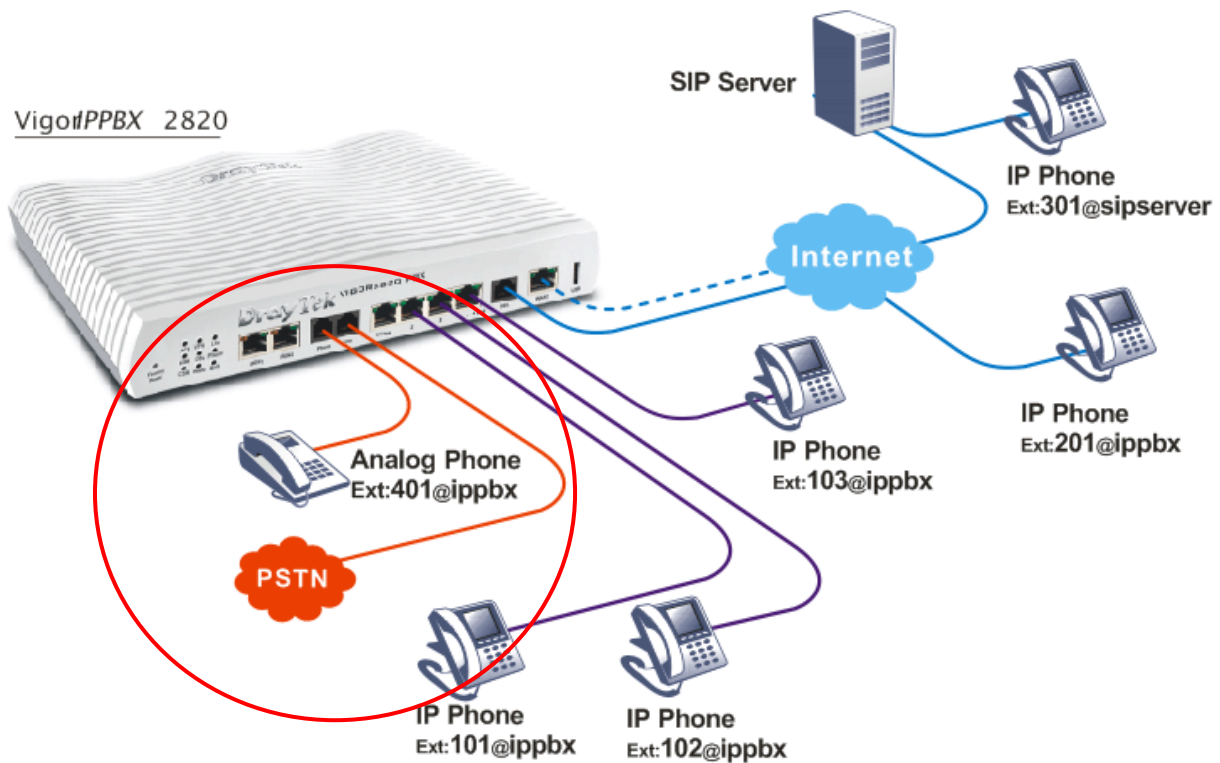 VigorIPPBX 2820
SIP Server
IP Phone
Ext:301@sipserver
Internet
DrayTek
IP Phone
Ext:201@ippbx
IP Phone
Ext:103@ippbx
Analog Phone
Ext:401@ippbx
PSTN
IP Phone
Ext:101@ippbx
IP Phone
Ext:102@ippbx